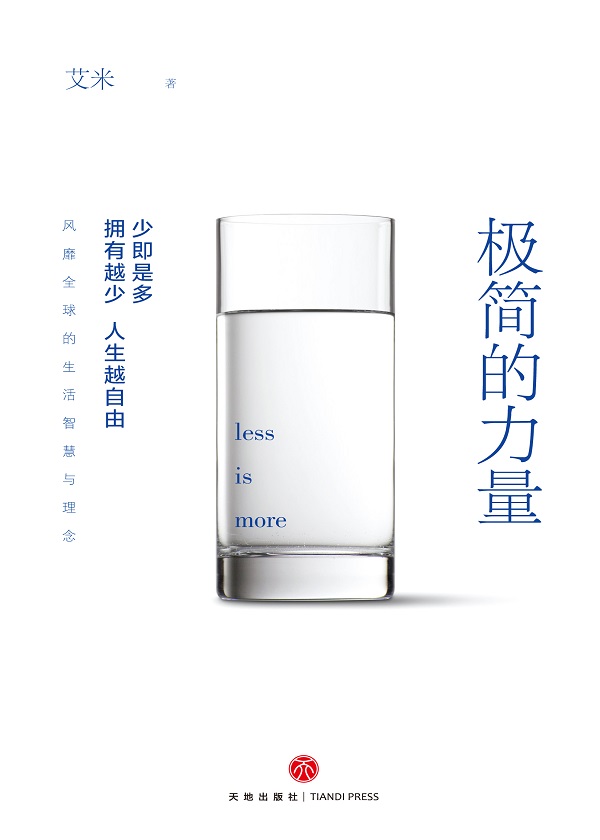 艾米 著
极简的力量
少即是多
拥有越少 人生越自由
风靡全球的生活智慧与理念
less
is
more
天地出版社 | TIANDI PRESS